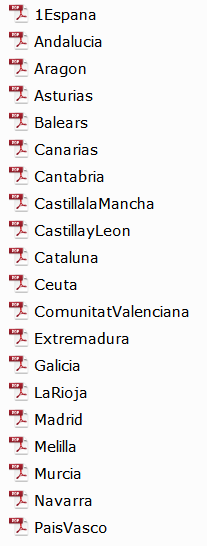 1Espana
Andalucia
Aragon
Asturias
Balears
Canarias
Cantabria
CastillalaMancha
CastillayLeon
Cataluna
Ceuta
ComunitatValenciana
Extremadura
Galicia
LaRioja
Madrid
Melilla
Murcia
Navarra
PaisVasco